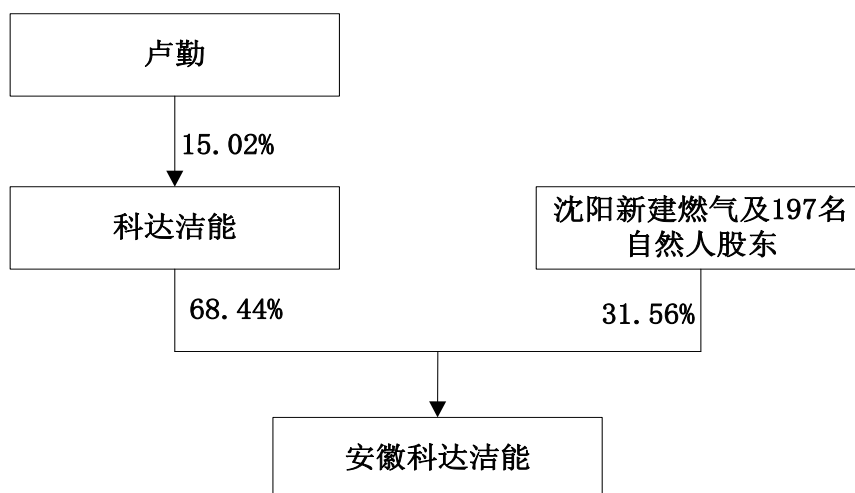 卢勤
15.02%
科达洁能
沈阳新建燃气及197名
自然人股东
68.44%
31.56%
安徽科达洁能